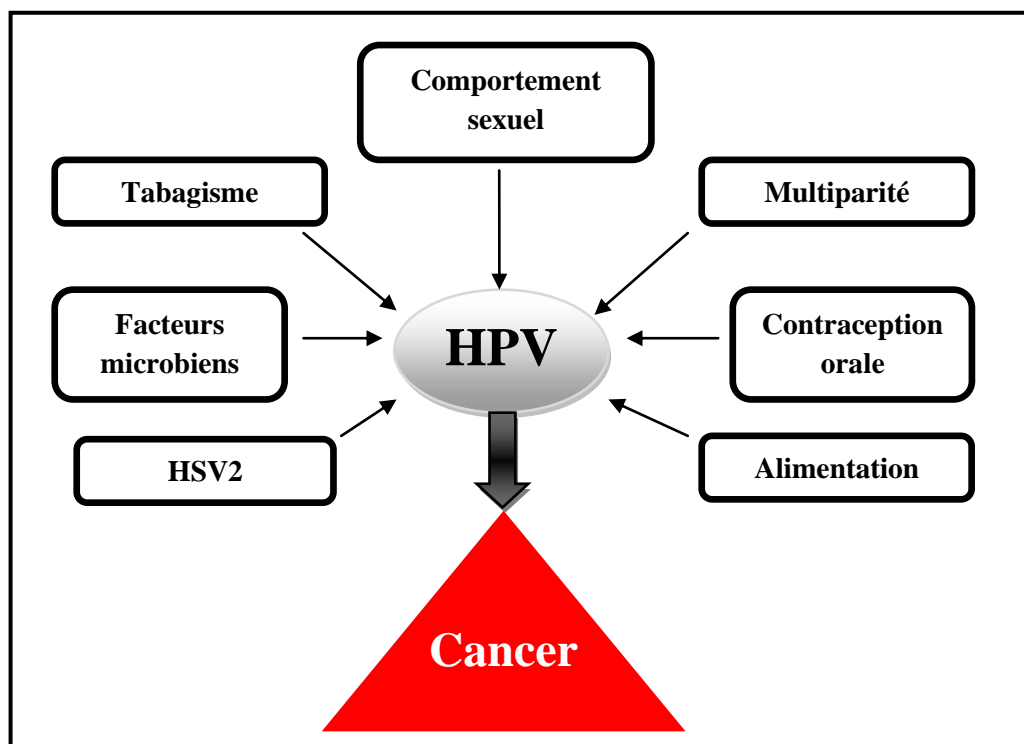 Comportement
sexuel
Tabagisme
Multiparité
Facteurs
microbiens
HPV
Contraception
orale
HSV2
Alimentation
Cancer